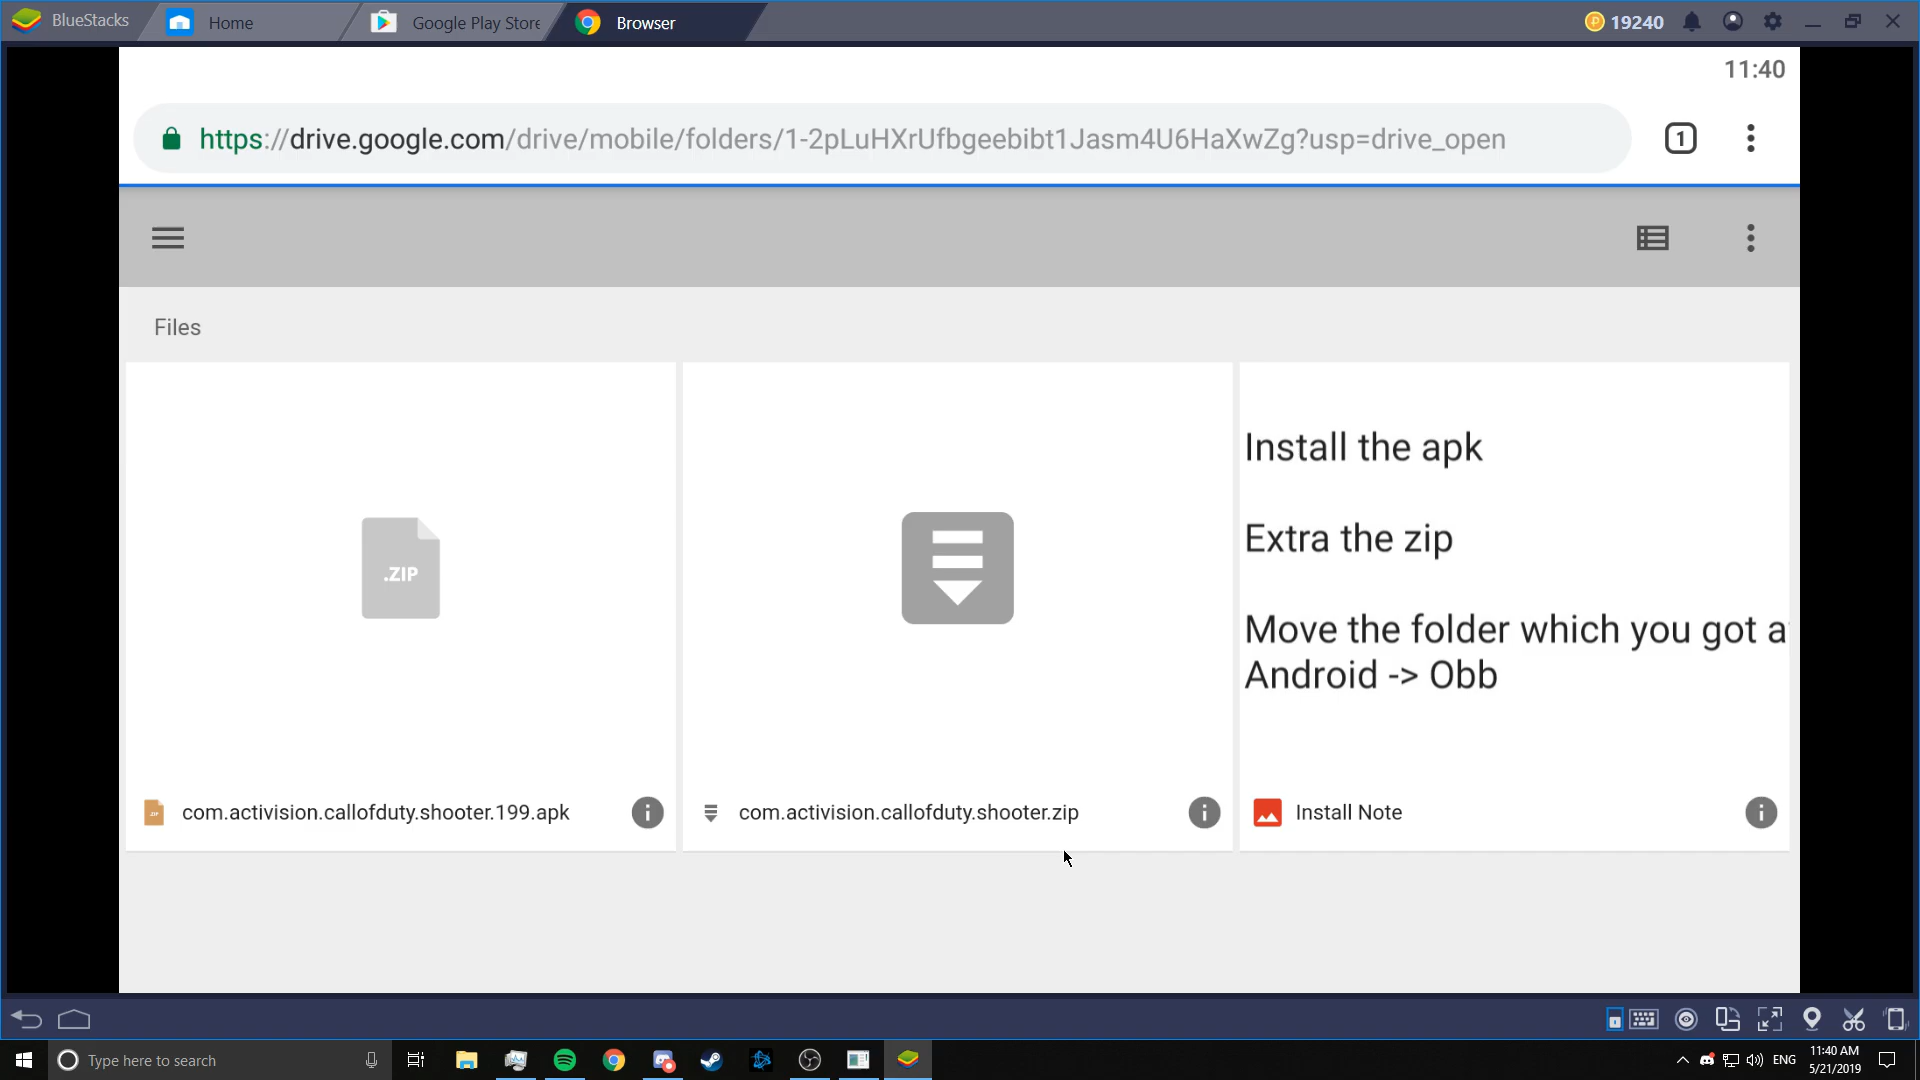 BlueStacks
Home
Google Play Store
Browser
19240
11:40
https://drive.google.com/drive/mobile/folders/1-2pLuHXrUfbgeebibt1Jasm4U6HaXwZg?usp=drive_open
1
Files
.ZIP
Install the apk
Extra the zip
Move the folder which you got a
Android -> Obb
com.activision.callofduty.shooter.199.apk
com.activision.callofduty.shooter.zip
Install Note
Type here to search
ENG
11:40 AM
5/21/2019